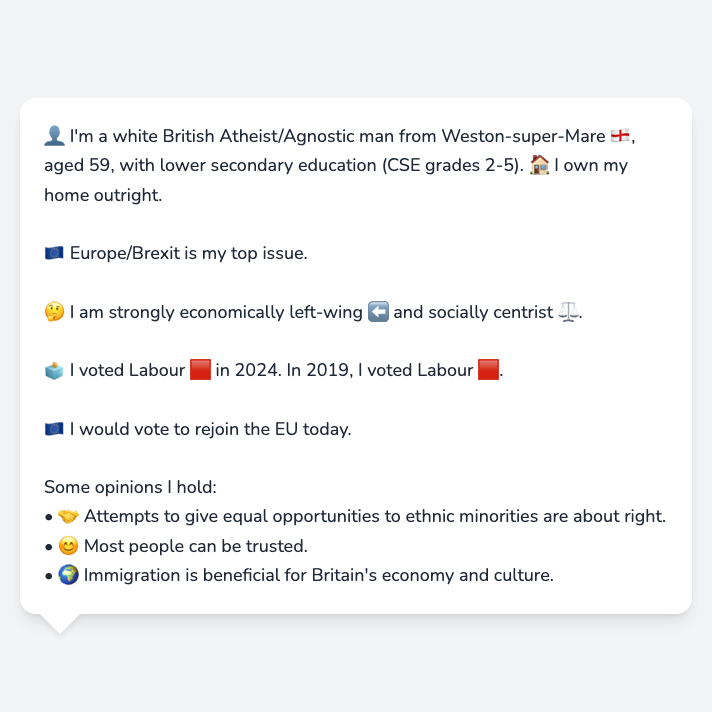 👤 I'm a white British Atheist/Agnostic man from Weston-super-Mare 🏴󠁧󠁢󠁥󠁮󠁧󠁿,
aged 59, with lower secondary education (CSE grades 2-5). 🏠 I own my
home outright.
🇪🇺 Europe/Brexit is my top issue.
🤔 I am strongly economically left-wing ⬅️ and socially centrist ⚖️.
🗳️ I voted Labour 🟥 in 2024. In 2019, I voted Labour 🟥.
🇪🇺 I would vote to rejoin the EU today.
Some opinions I hold:
• 🤝 Attempts to give equal opportunities to ethnic minorities are about right.
• 😊 Most people can be trusted.
• 🌍 Immigration is beneficial for Britain's economy and culture.